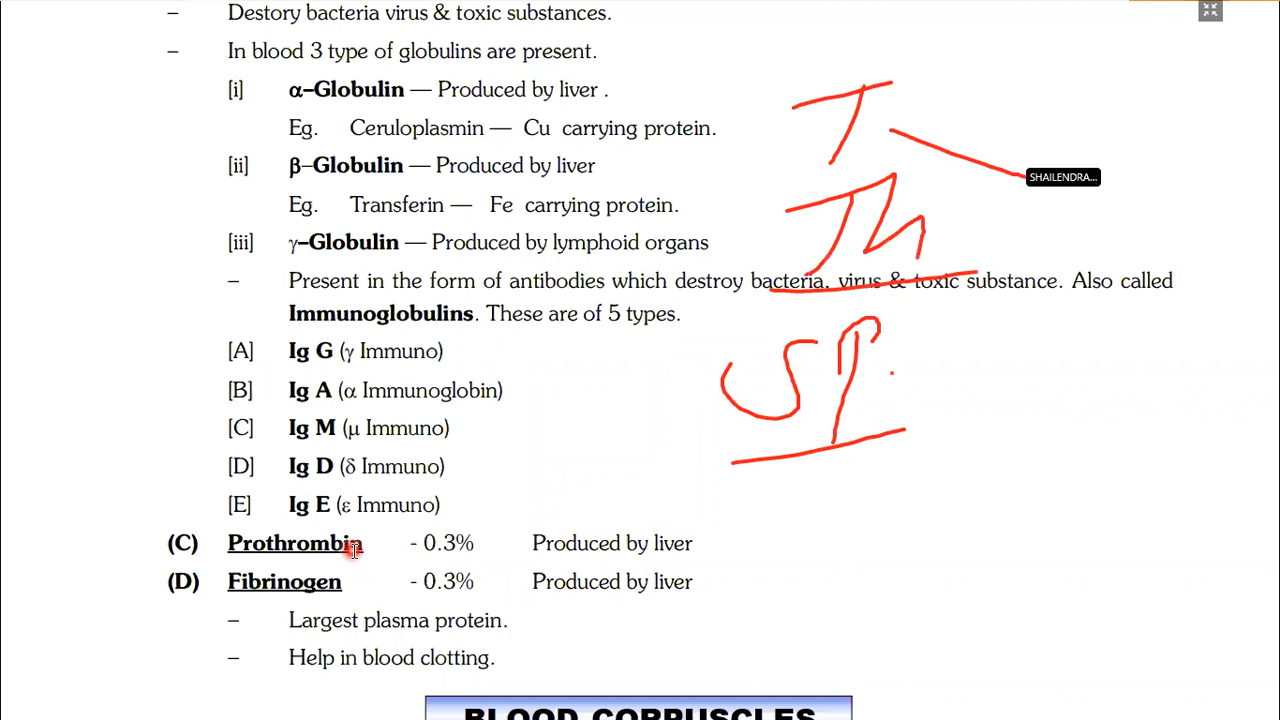 – Destory bacteria virus & toxic substances.
– In blood 3 type of globulins are present.
[i] α–Globulin — Produced by liver .
Eg. Ceruloplasmin — Cu carrying protein.
[ii] β–Globulin — Produced by liver
Eg. Transferin — Fe carrying protein.
[iii] γ–Globulin — Produced by lymphoid organs
– Present in the form of antibodies which destroy bacteria, virus & toxic substance. Also called
Immunoglobulins. These are of 5 types.
[A] Ig G (γ Immuno)
[B] Ig A (α Immunoglobin)
[C] Ig M (μ Immuno)
[D] Ig D (δ Immuno)
[E] Ig E (ε Immuno)
(C) Prothrombin - 0.3% Produced by liver
(D) Fibrinogen - 0.3% Produced by liver
– Largest plasma protein.
– Help in blood clotting.
BLOOD CORPUSCLES
T
SHAILENDRA...